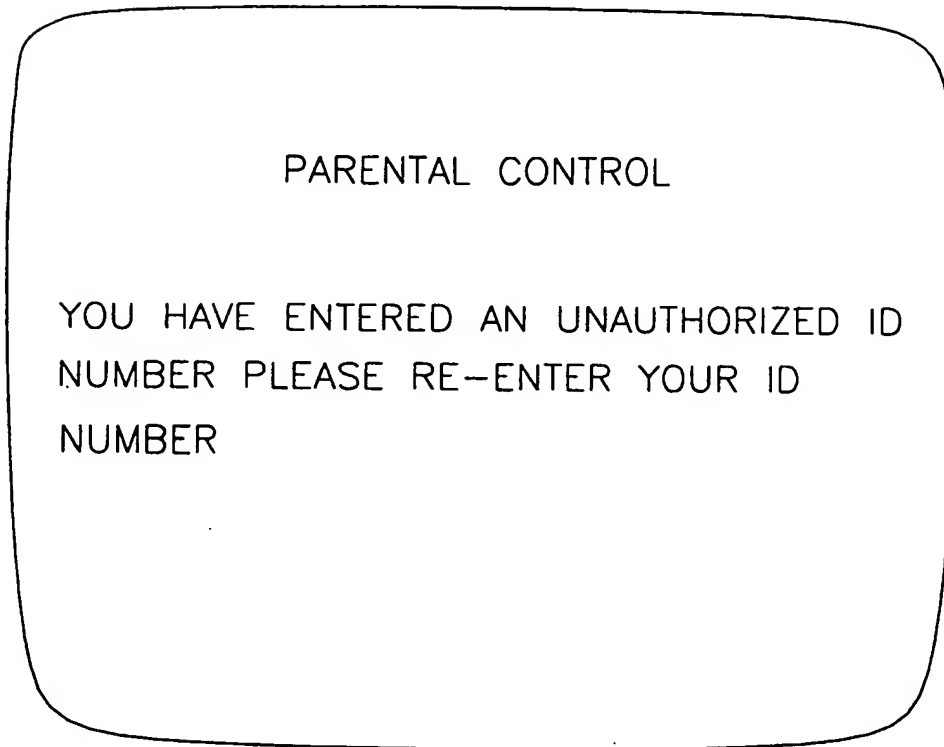 PARENTAL CONTROL
YOU HAVE ENTERED AN UNAUTHORIZED ID
NUMBER PLEASE RE-ENTER YOUR ID
NUMBER